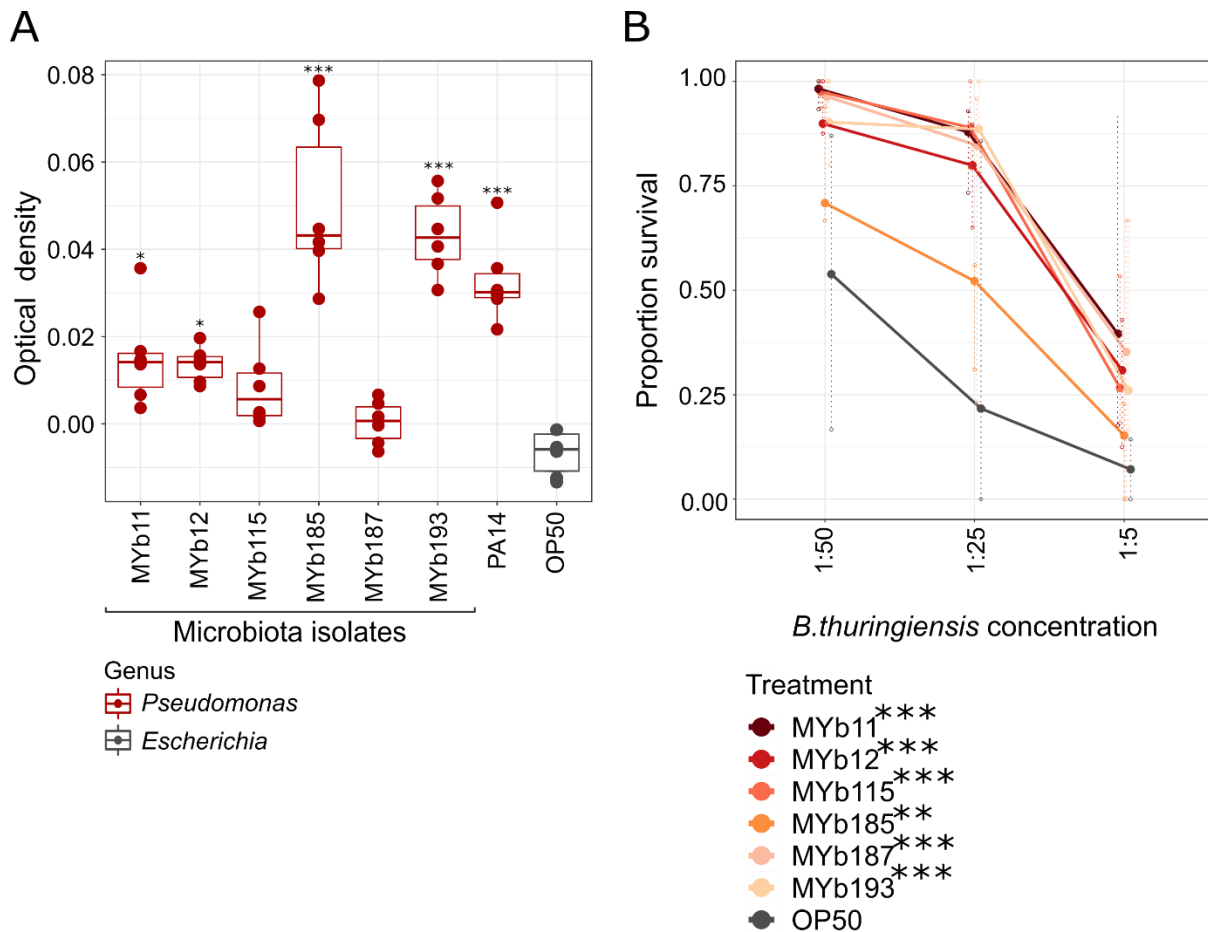 A
Optical density
0.08
0.06
0.04
0.02
0.00
*
*
***
***
***
MYb11
MYb12
MYb115
MYb185
MYb187
MYb193
PA14
OP50
Microbiota isolates
Genus
Pseudomonas
Escherichia
B
Proportion survival
1.00
0.75
0.50
0.25
0.00
1:50
1:25
1:5
B.thuringiensis concentration
Treatment
MYb11***
MYb12***
MYb115***
MYb185**
MYb187***
MYb193***
OP50